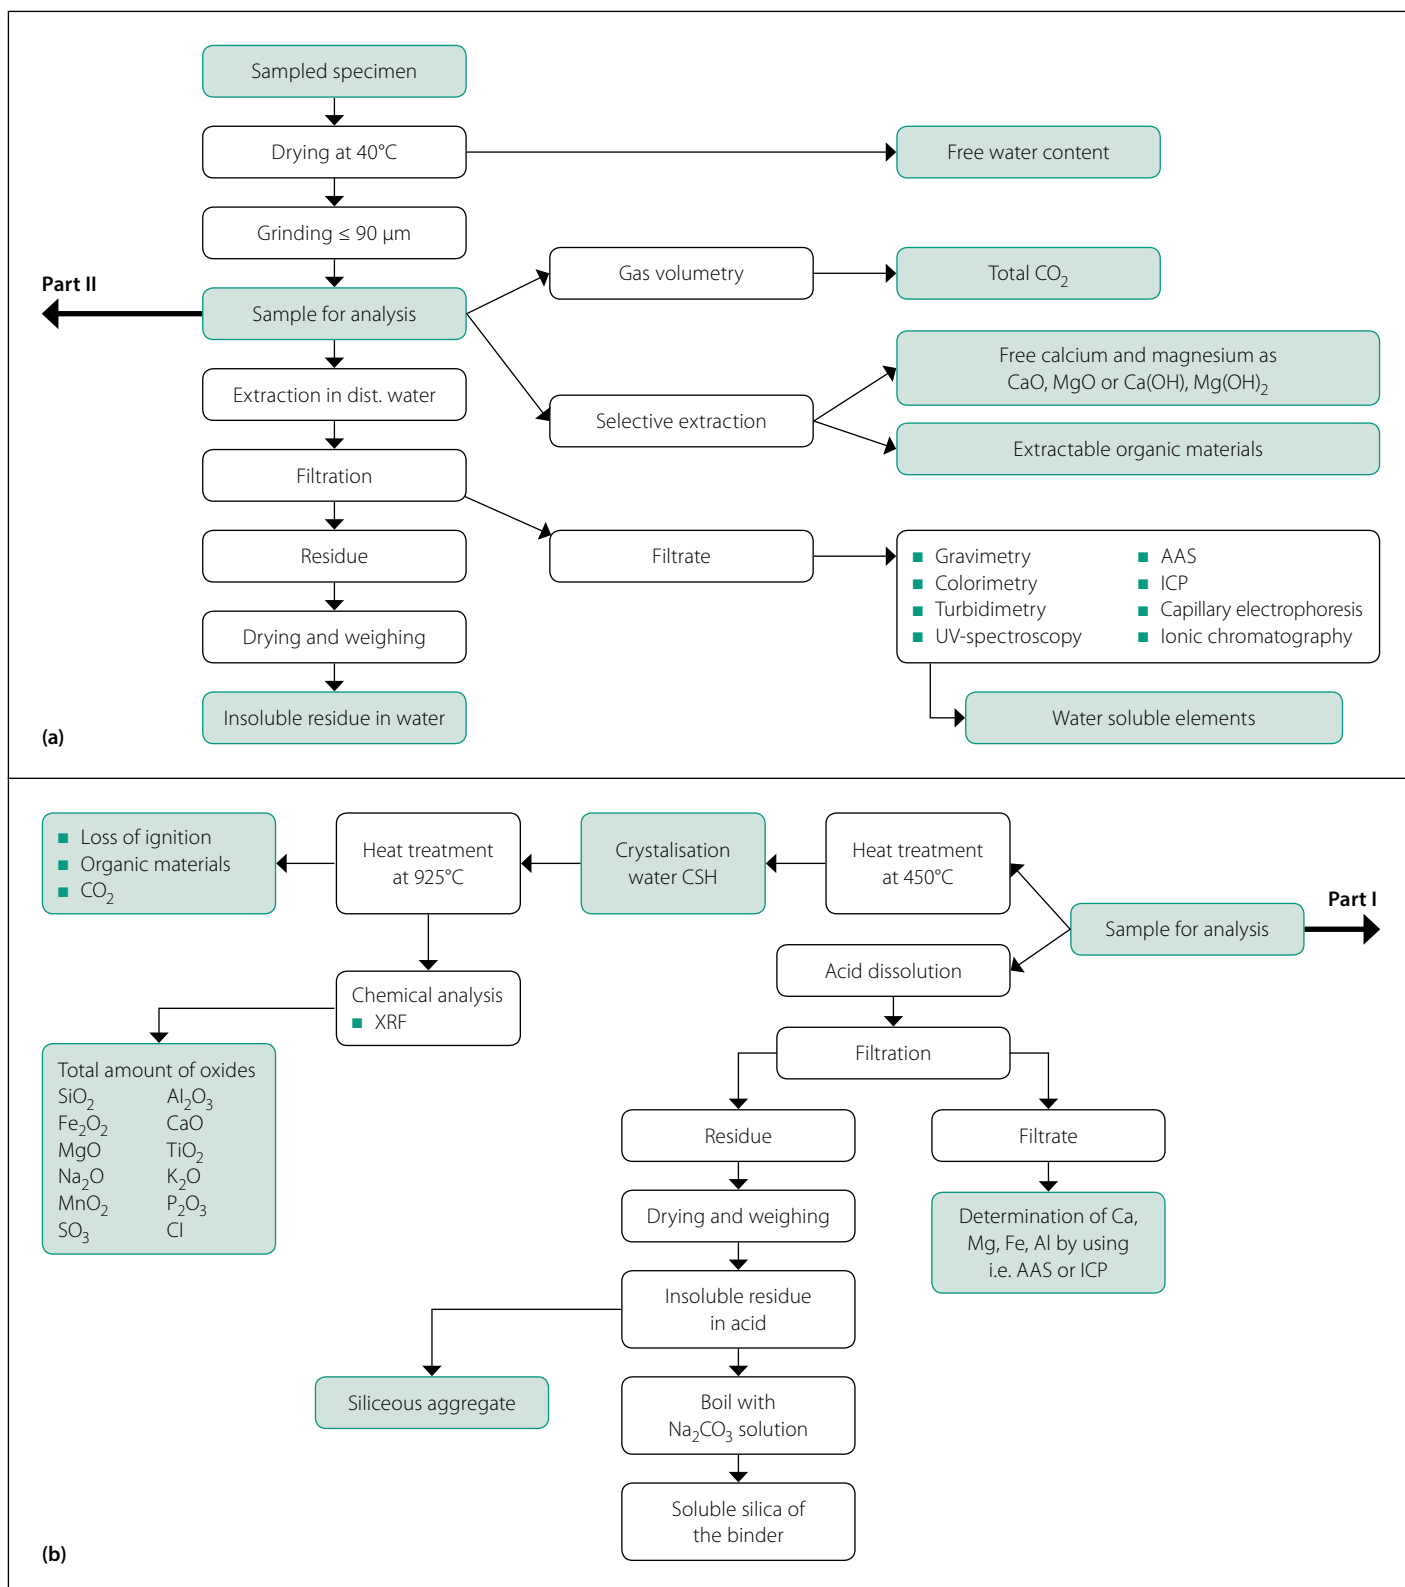 Sampled specimen
Drying at 40°C
Free water content
Grinding ≤ 90 μm
Gas volumetry
Total CO₂
Part II
Sample for analysis
Free calcium and magnesium as
CaO, MgO or Ca(OH), Mg(OH)₂
Extraction in dist. water
Selective extraction
Extractable organic materials
Filtration
Residue
Filtrate
■ Gravimetry
■ Colorimetry
■ Turbidimetry
■ UV-spectroscopy
■ AAS
■ ICP
■ Capillary electrophoresis
■ Ionic chromatography
Drying and weighing
Insoluble residue in water
Water soluble elements
(a)
■ Loss of ignition
■ Organic materials
■ CO₂
Heat treatment
at 925°C
Crystalisation
water CSH
Heat treatment
at 450°C
Part I
Sample for analysis
Acid dissolution
Chemical analysis
■ XRF
Filtration
Total amount of oxides
SiO₂ Al₂O₃
Fe₂O₂ CaO
MgO TiO₂
Na₂O K₂O
MnO₂ P₂O₃
SO₃ Cl
Residue
Filtrate
Drying and weighing
Determination of Ca,
Mg, Fe, Al by using
i.e. AAS or ICP
Insoluble residue
in acid
Siliceous aggregate
Boil with
Na₂CO₃ solution
Soluble silica of
the binder
(b)